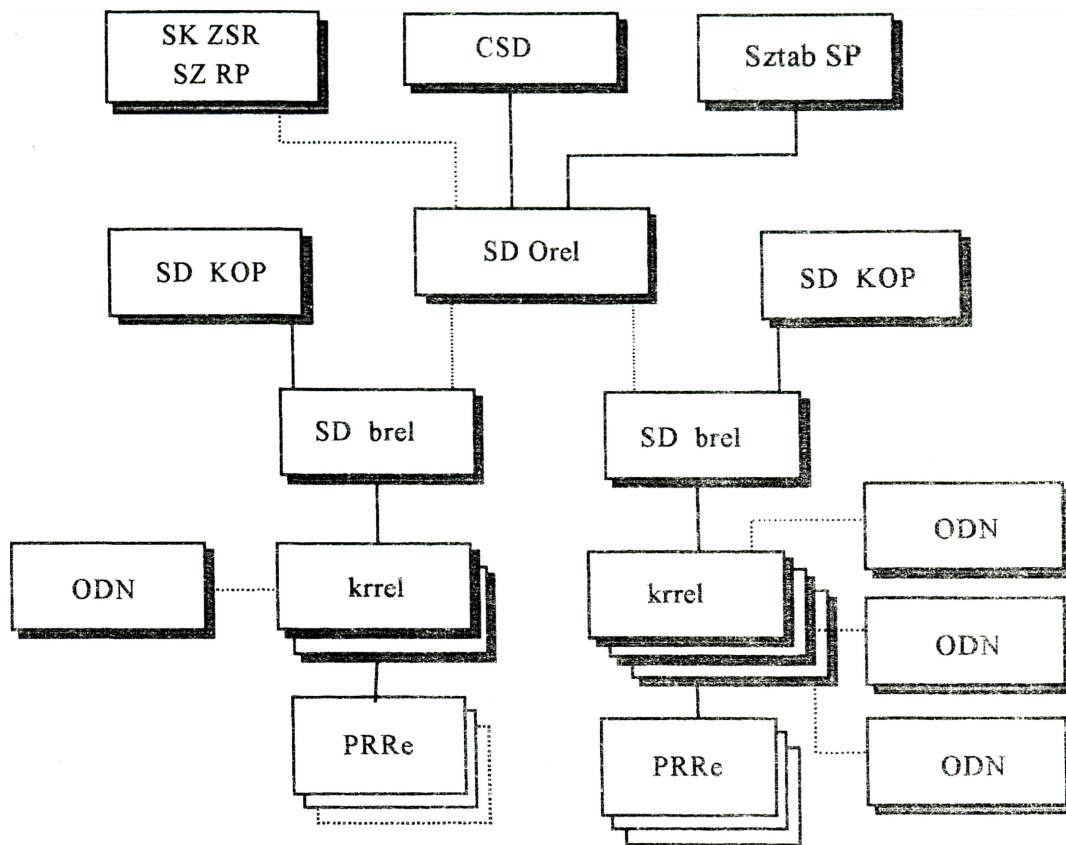 SK ZSR
SZ RP
CSD
Sztab SP
SD Orel
SD KOP
SD KOP
SD brel
SD brel
ODN
ODN
krrel
krrel
ODN
PRRe
PRRe
ODN